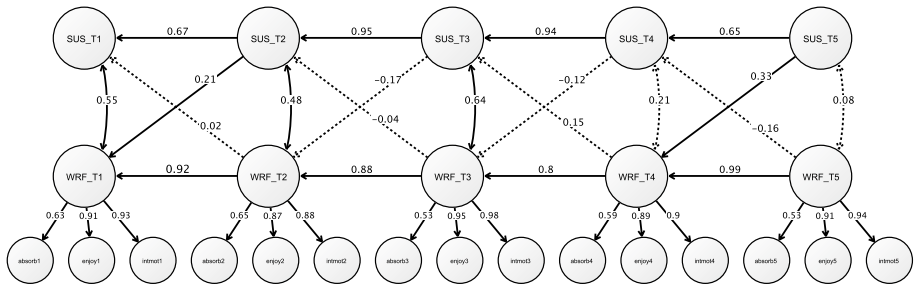 0.67 0.95 0.94 0.65
SUS_T1 SUS_T2 SUS_T3 SUS_T4 SUS_T5
0.21 −0.17 −0.12 0.33
0.55 0.48 0.64 0.21 0.08
0.02 −0.04 0.15 −0.16
0.92 0.88 0.8 0.99
WRF_T1 WRF_T2 WRF_T3 WRF_T4 WRF_T5
0.63 0.91 0.93 0.65 0.87 0.88 0.53 0.95 0.98 0.59 0.89 0.9 0.53 0.91 0.94
absorb1 enjoy1 intmot1 absorb2 enjoy2 intmot2 absorb3 enjoy3 intmot3 absorb4 enjoy4 intmot4 absorb5 enjoy5 intmot5